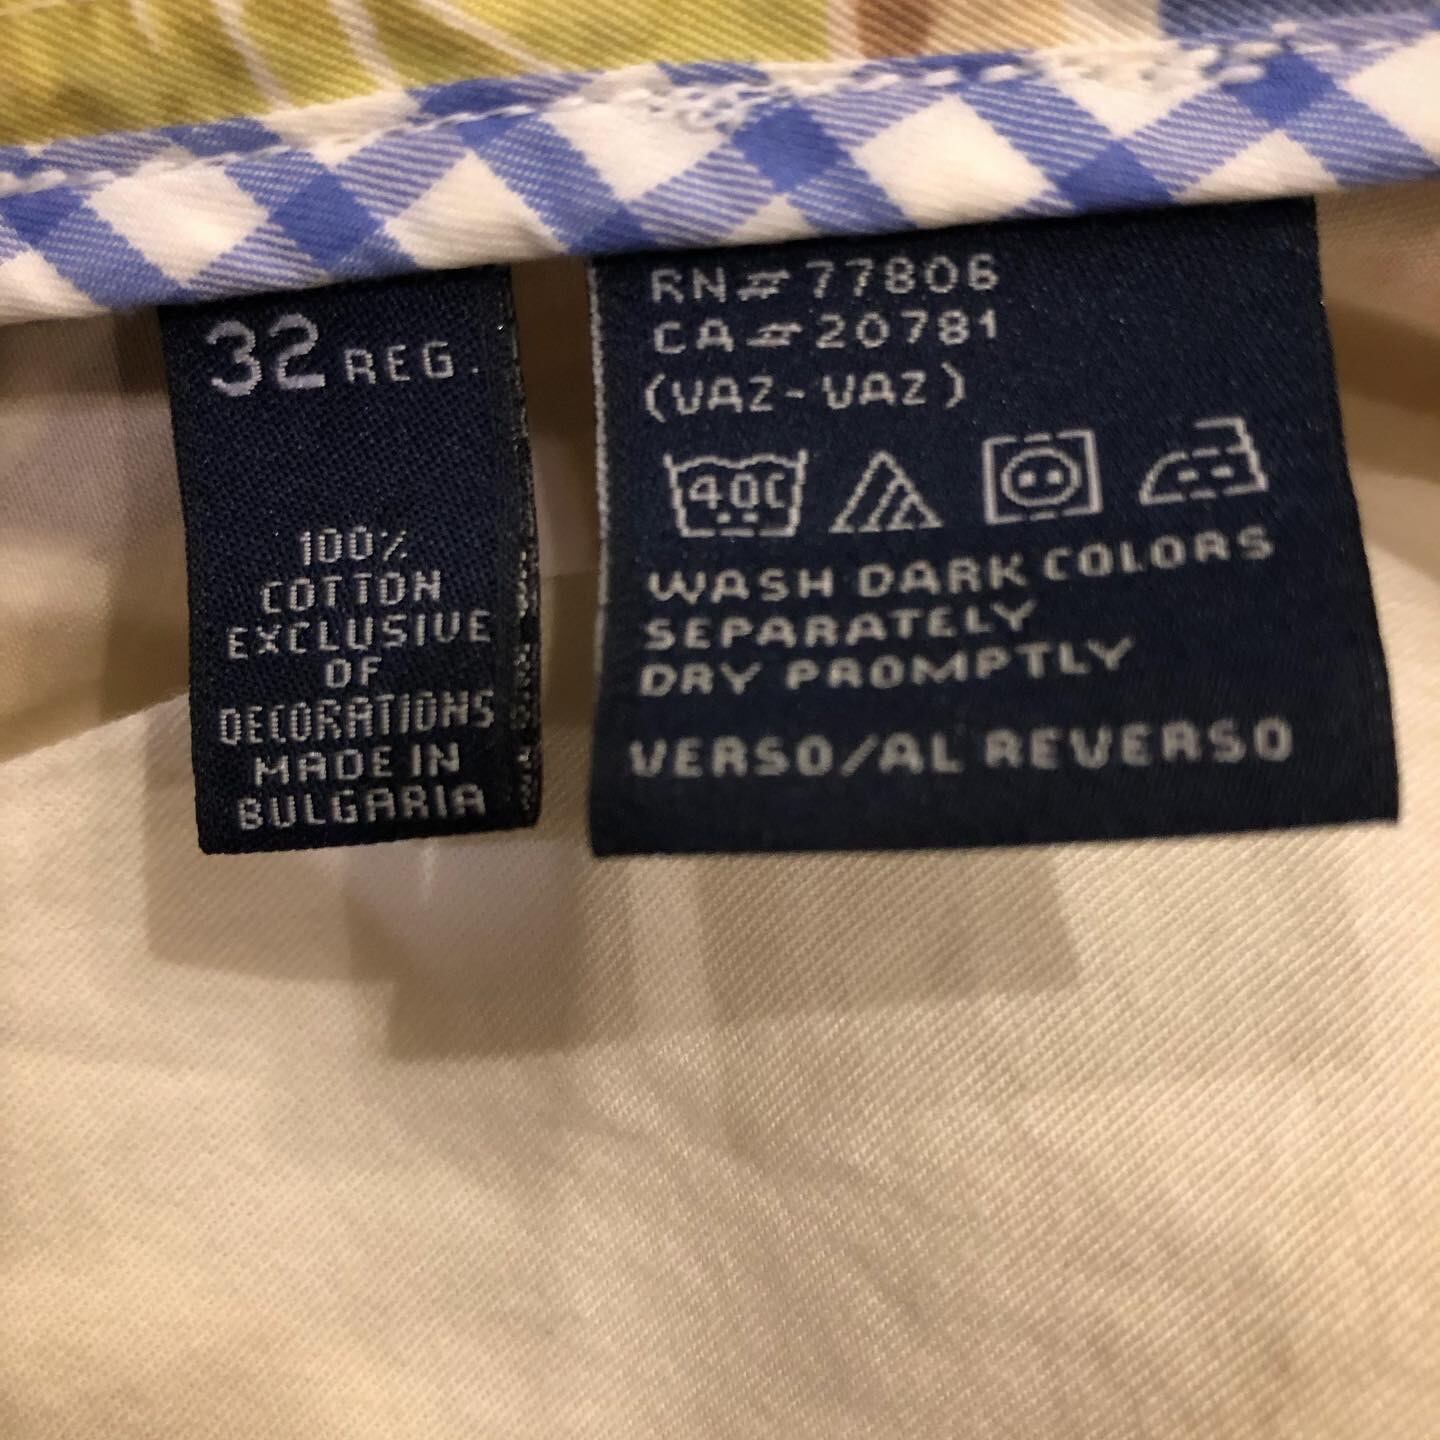 32 REG.
100%
COTTON
EXCLUSIVE
OF
DECORATIONS
MADE IN
BULGARIA
RN#77806
CA#20781
(VAZ-VAZ)
40C
WASH DARK COLORS
SEPARATELY
DRY PROMPTLY
VERSO/AL REVERSO